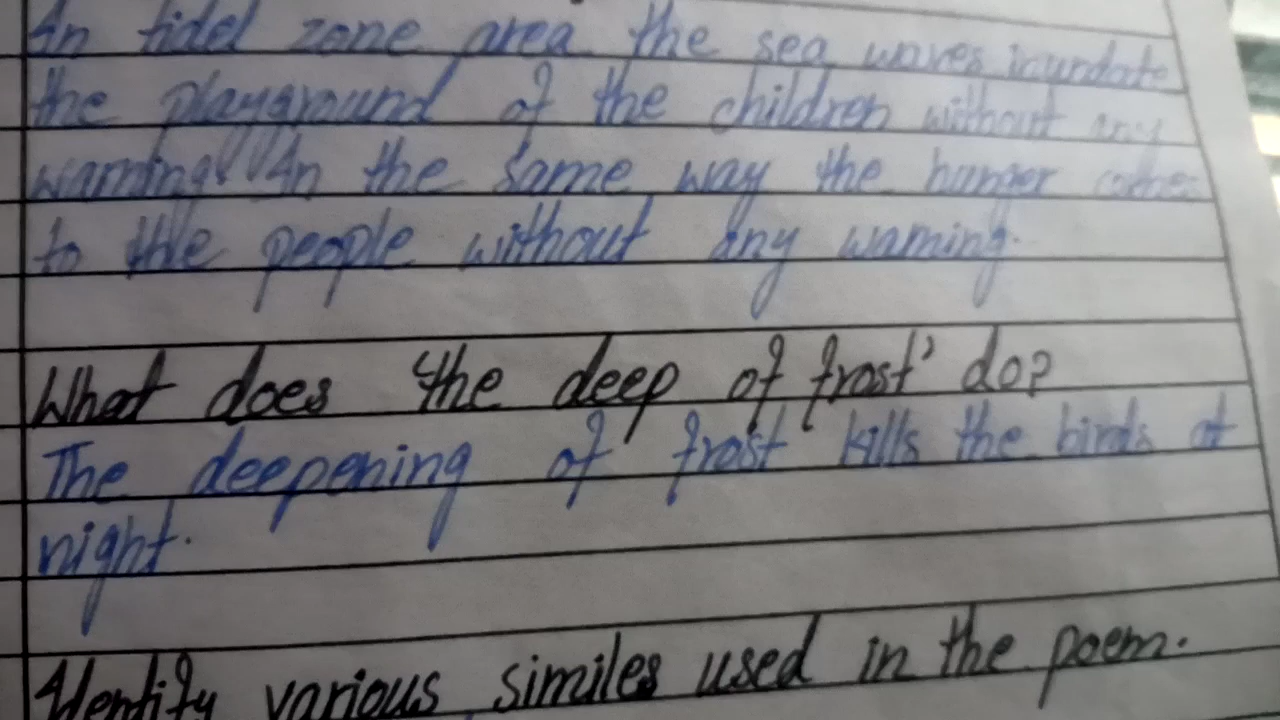 In tidel zone area the sea waves inundate
the playground of the children without any
warning. In the same way the hunger comes
to the people without any warning.
What does 'the deep of frost' do?
The deepening of frost kills the birds at
night.
Identify various similes used in the poem.